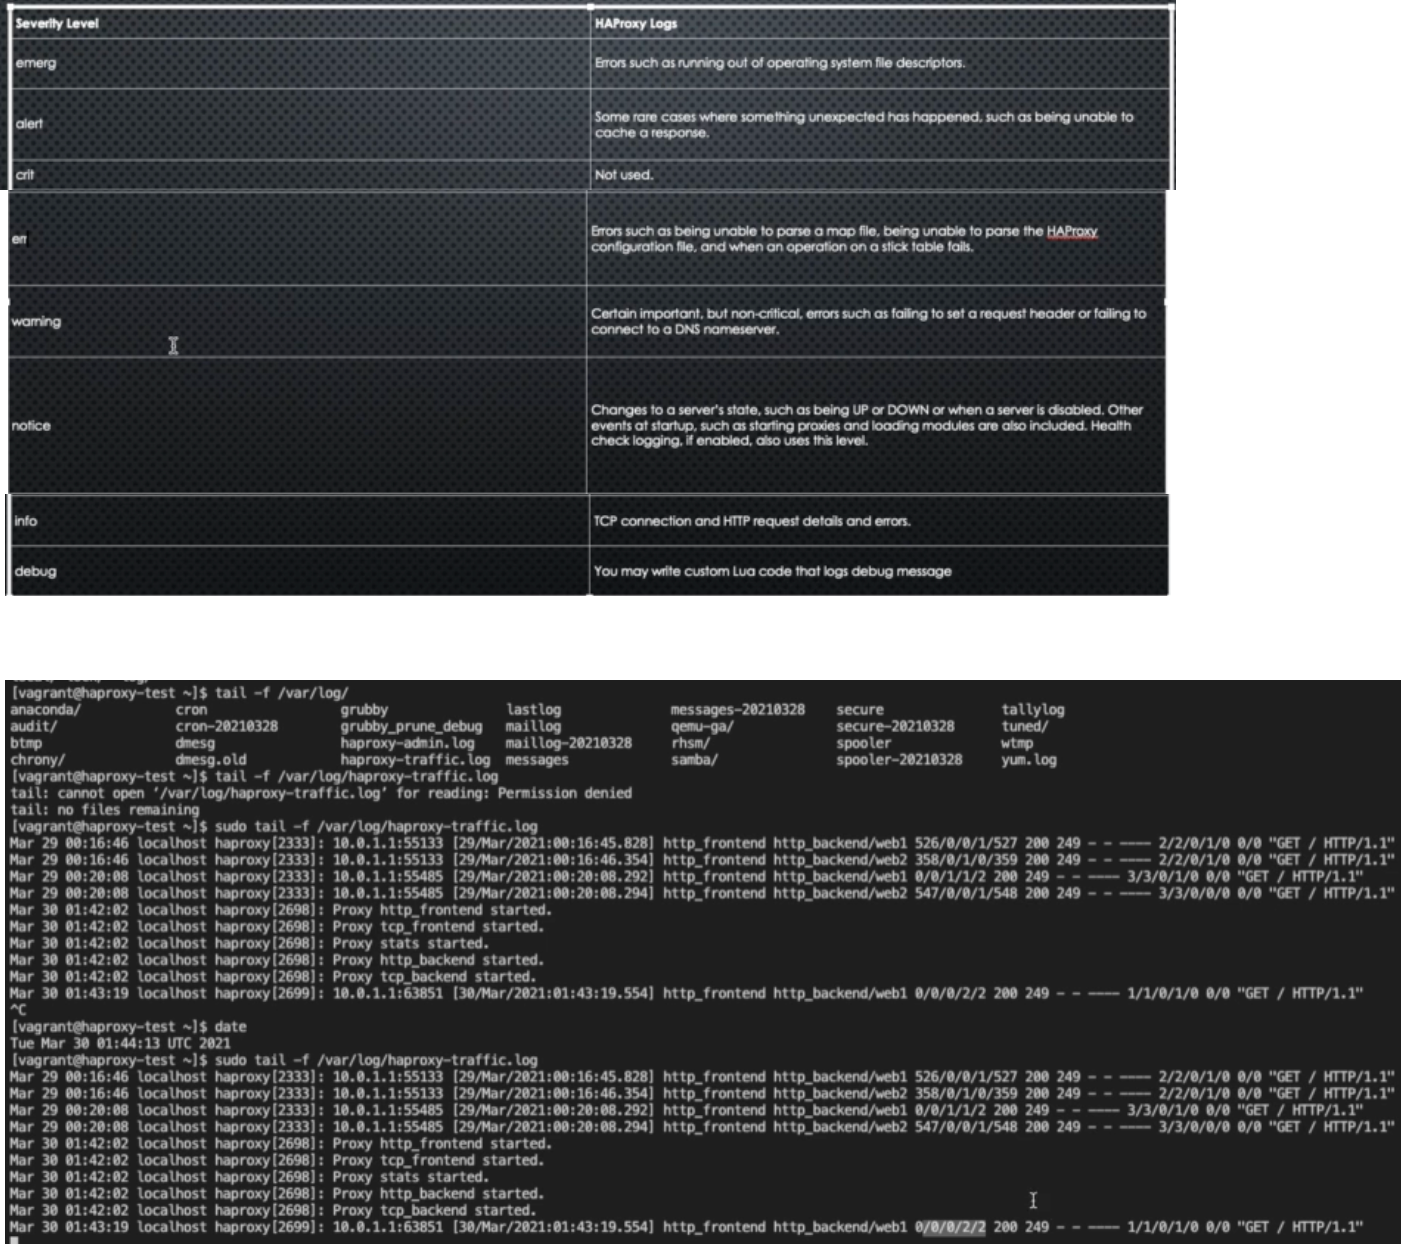 Severity Level HAProxy Logs
emerg Errors such as running out of operating system file descriptors.
alert Some rare cases where something unexpected has happened, such as being unable to
cache a response.
crit Not used.
err Errors such as being unable to parse a map file, being unable to parse the HAProxy
configuration file, and when an operation on a stick table fails.
warning Certain important, but non-critical, errors such as failing to set a request header or failing to
connect to a DNS nameserver.
notice Changes to a server's state, such as being UP or DOWN or when a server is disabled. Other
events at startup, such as starting proxies and loading modules are also included. Health
check logging, if enabled, also uses this level.
info TCP connection and HTTP request details and errors.
debug You may write custom Lua code that logs debug message
[vagrant@haproxy-test ~]$ tail -f /var/log/
anaconda/ cron grubby lastlog messages-20210328 secure tallylog
audit/ cron-20210328 grubby_prune_debug maillog qemu-ga/ secure-20210328 tuned/
btmp dmesg haproxy-admin.log maillog-20210328 rhsm/ spooler wtmp
chrony/ dmesg.old haproxy-traffic.log messages samba/ spooler-20210328 yum.log
[vagrant@haproxy-test ~]$ tail -f /var/log/haproxy-traffic.log
tail: cannot open '/var/log/haproxy-traffic.log' for reading: Permission denied
tail: no files remaining
[vagrant@haproxy-test ~]$ sudo tail -f /var/log/haproxy-traffic.log
Mar 29 00:16:46 localhost haproxy[2333]: 10.0.1.1:55133 [29/Mar/2021:00:16:45.828] http_frontend http_backend/web1 526/0/0/1/527 200 249 - - ---- 2/2/0/1/0 0/0 "GET / HTTP/1.1"
Mar 29 00:16:46 localhost haproxy[2333]: 10.0.1.1:55133 [29/Mar/2021:00:16:46.354] http_frontend http_backend/web2 358/0/1/0/359 200 249 - - ---- 2/2/0/1/0 0/0 "GET / HTTP/1.1"
Mar 29 00:20:08 localhost haproxy[2333]: 10.0.1.1:55485 [29/Mar/2021:00:20:08.292] http_frontend http_backend/web1 0/0/1/1/2 200 249 - - ---- 3/3/0/1/0 0/0 "GET / HTTP/1.1"
Mar 29 00:20:08 localhost haproxy[2333]: 10.0.1.1:55485 [29/Mar/2021:00:20:08.294] http_frontend http_backend/web2 547/0/0/1/548 200 249 - - ---- 3/3/0/0/0 0/0 "GET / HTTP/1.1"
Mar 30 01:42:02 localhost haproxy[2698]: Proxy http_frontend started.
Mar 30 01:42:02 localhost haproxy[2698]: Proxy tcp_frontend started.
Mar 30 01:42:02 localhost haproxy[2698]: Proxy stats started.
Mar 30 01:42:02 localhost haproxy[2698]: Proxy http_backend started.
Mar 30 01:42:02 localhost haproxy[2698]: Proxy tcp_backend started.
Mar 30 01:43:19 localhost haproxy[2699]: 10.0.1.1:63851 [30/Mar/2021:01:43:19.554] http_frontend http_backend/web1 0/0/0/2/2 200 249 - - ---- 1/1/0/1/0 0/0 "GET / HTTP/1.1"
^C
[vagrant@haproxy-test ~]$ date
Tue Mar 30 01:44:13 UTC 2021
[vagrant@haproxy-test ~]$ sudo tail -f /var/log/haproxy-traffic.log
Mar 29 00:16:46 localhost haproxy[2333]: 10.0.1.1:55133 [29/Mar/2021:00:16:45.828] http_frontend http_backend/web1 526/0/0/1/527 200 249 - - ---- 2/2/0/1/0 0/0 "GET / HTTP/1.1"
Mar 29 00:16:46 localhost haproxy[2333]: 10.0.1.1:55133 [29/Mar/2021:00:16:46.354] http_frontend http_backend/web2 358/0/1/0/359 200 249 - - ---- 2/2/0/1/0 0/0 "GET / HTTP/1.1"
Mar 29 00:20:08 localhost haproxy[2333]: 10.0.1.1:55485 [29/Mar/2021:00:20:08.292] http_frontend http_backend/web1 0/0/1/1/2 200 249 - - ---- 3/3/0/1/0 0/0 "GET / HTTP/1.1"
Mar 29 00:20:08 localhost haproxy[2333]: 10.0.1.1:55485 [29/Mar/2021:00:20:08.294] http_frontend http_backend/web2 547/0/0/1/548 200 249 - - ---- 3/3/0/0/0 0/0 "GET / HTTP/1.1"
Mar 30 01:42:02 localhost haproxy[2698]: Proxy http_frontend started.
Mar 30 01:42:02 localhost haproxy[2698]: Proxy tcp_frontend started.
Mar 30 01:42:02 localhost haproxy[2698]: Proxy stats started.
Mar 30 01:42:02 localhost haproxy[2698]: Proxy http_backend started.
Mar 30 01:42:02 localhost haproxy[2698]: Proxy tcp_backend started.
Mar 30 01:43:19 localhost haproxy[2699]: 10.0.1.1:63851 [30/Mar/2021:01:43:19.554] http_frontend http_backend/web1 0/0/0/2/2 200 249 - - ---- 1/1/0/1/0 0/0 "GET / HTTP/1.1"